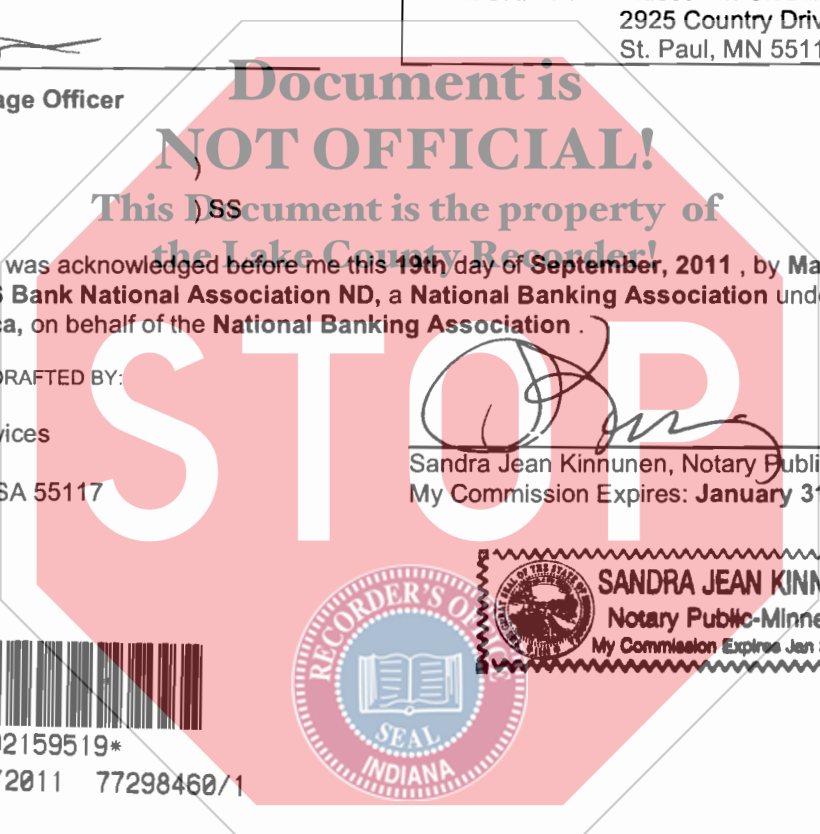 2925 Country Driv
St. Paul, MN 5511
age Officer
Document is
NOT OFFICIAL!
)
) SS
This Document is the property of
the Lake County Recorder!
was acknowledged before me this 19th day of September, 2011 , by Ma
S Bank National Association ND, a National Banking Association und
ca, on behalf of the National Banking Association .
DRAFTED BY:
STOP
vices
Sandra Jean Kinnunen, Notary Publi
SA 55117
My Commission Expires: January 31
SANDRA JEAN KINN
Notary Public-Minne
My Commission Expires Jan
RECORDER'S OFFICE
SEAL
INDIANA
02159519*
/2011 77298460/1